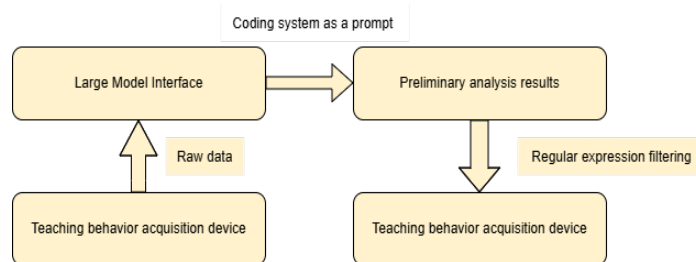 Coding system as a prompt
Large Model Interface
Preliminary analysis results
Raw data
Regular expression filtering
Teaching behavior acquisition device
Teaching behavior acquisition device